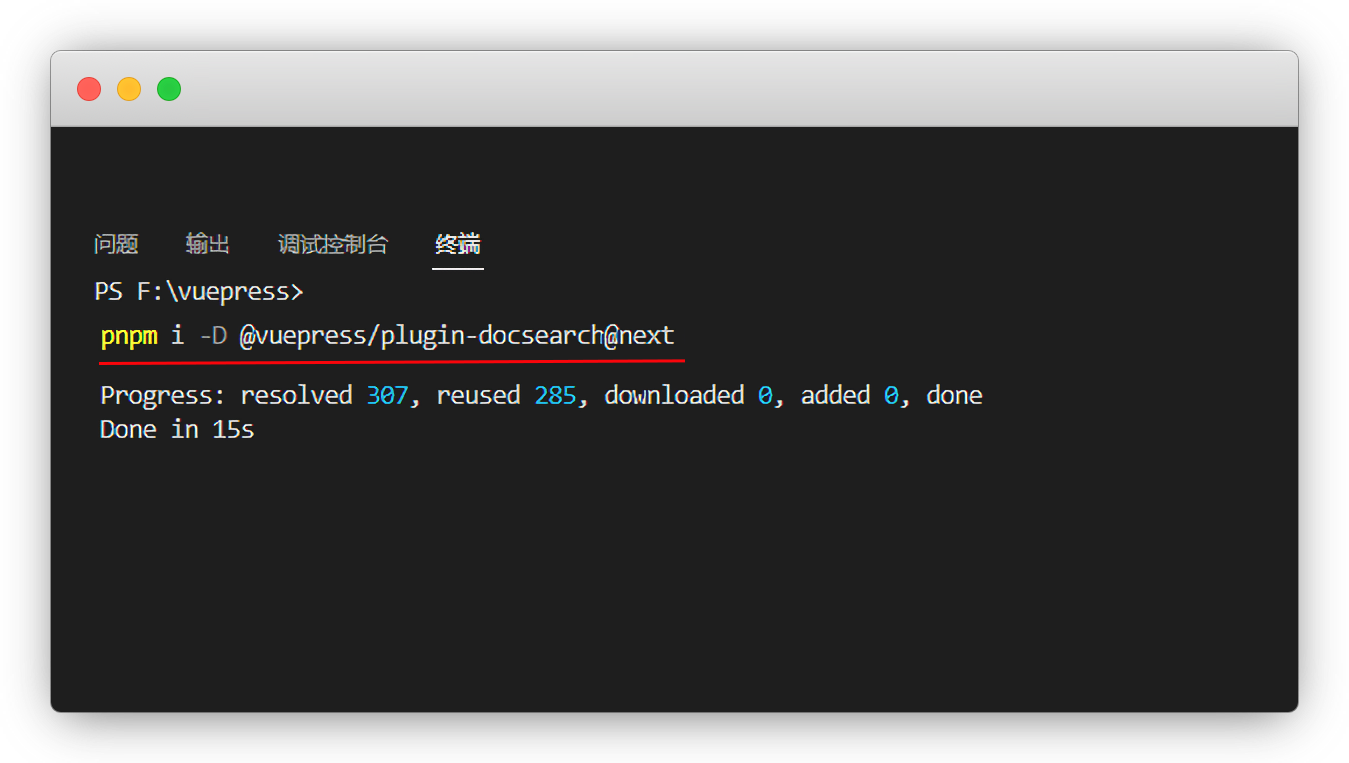 问题 输出 调试控制台 终端
PS F:\vuepress>
pnpm i -D @vuepress/plugin-docsearch@next
Progress: resolved 307, reused 285, downloaded 0, added 0, done
Done in 15s